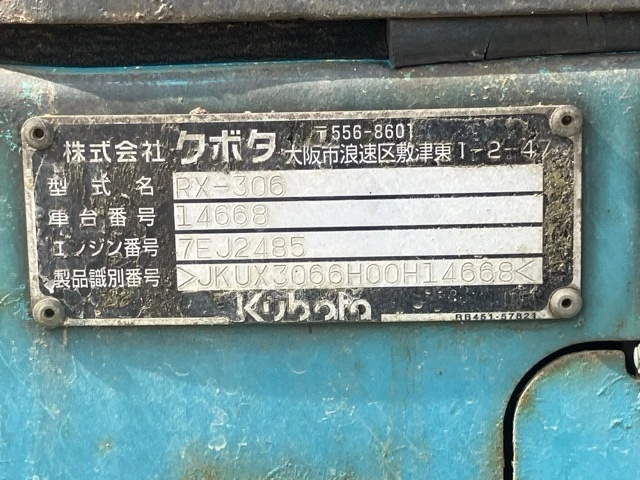 〒556-8601
株式会社 クボタ 大阪市浪速区敷津東1-2-47
型式名 RX-306
車台番号 14668
エンジン番号 7EJ2485
製品識別番号 >JKUX3066H00H14668<
Kubota
RB451-57821